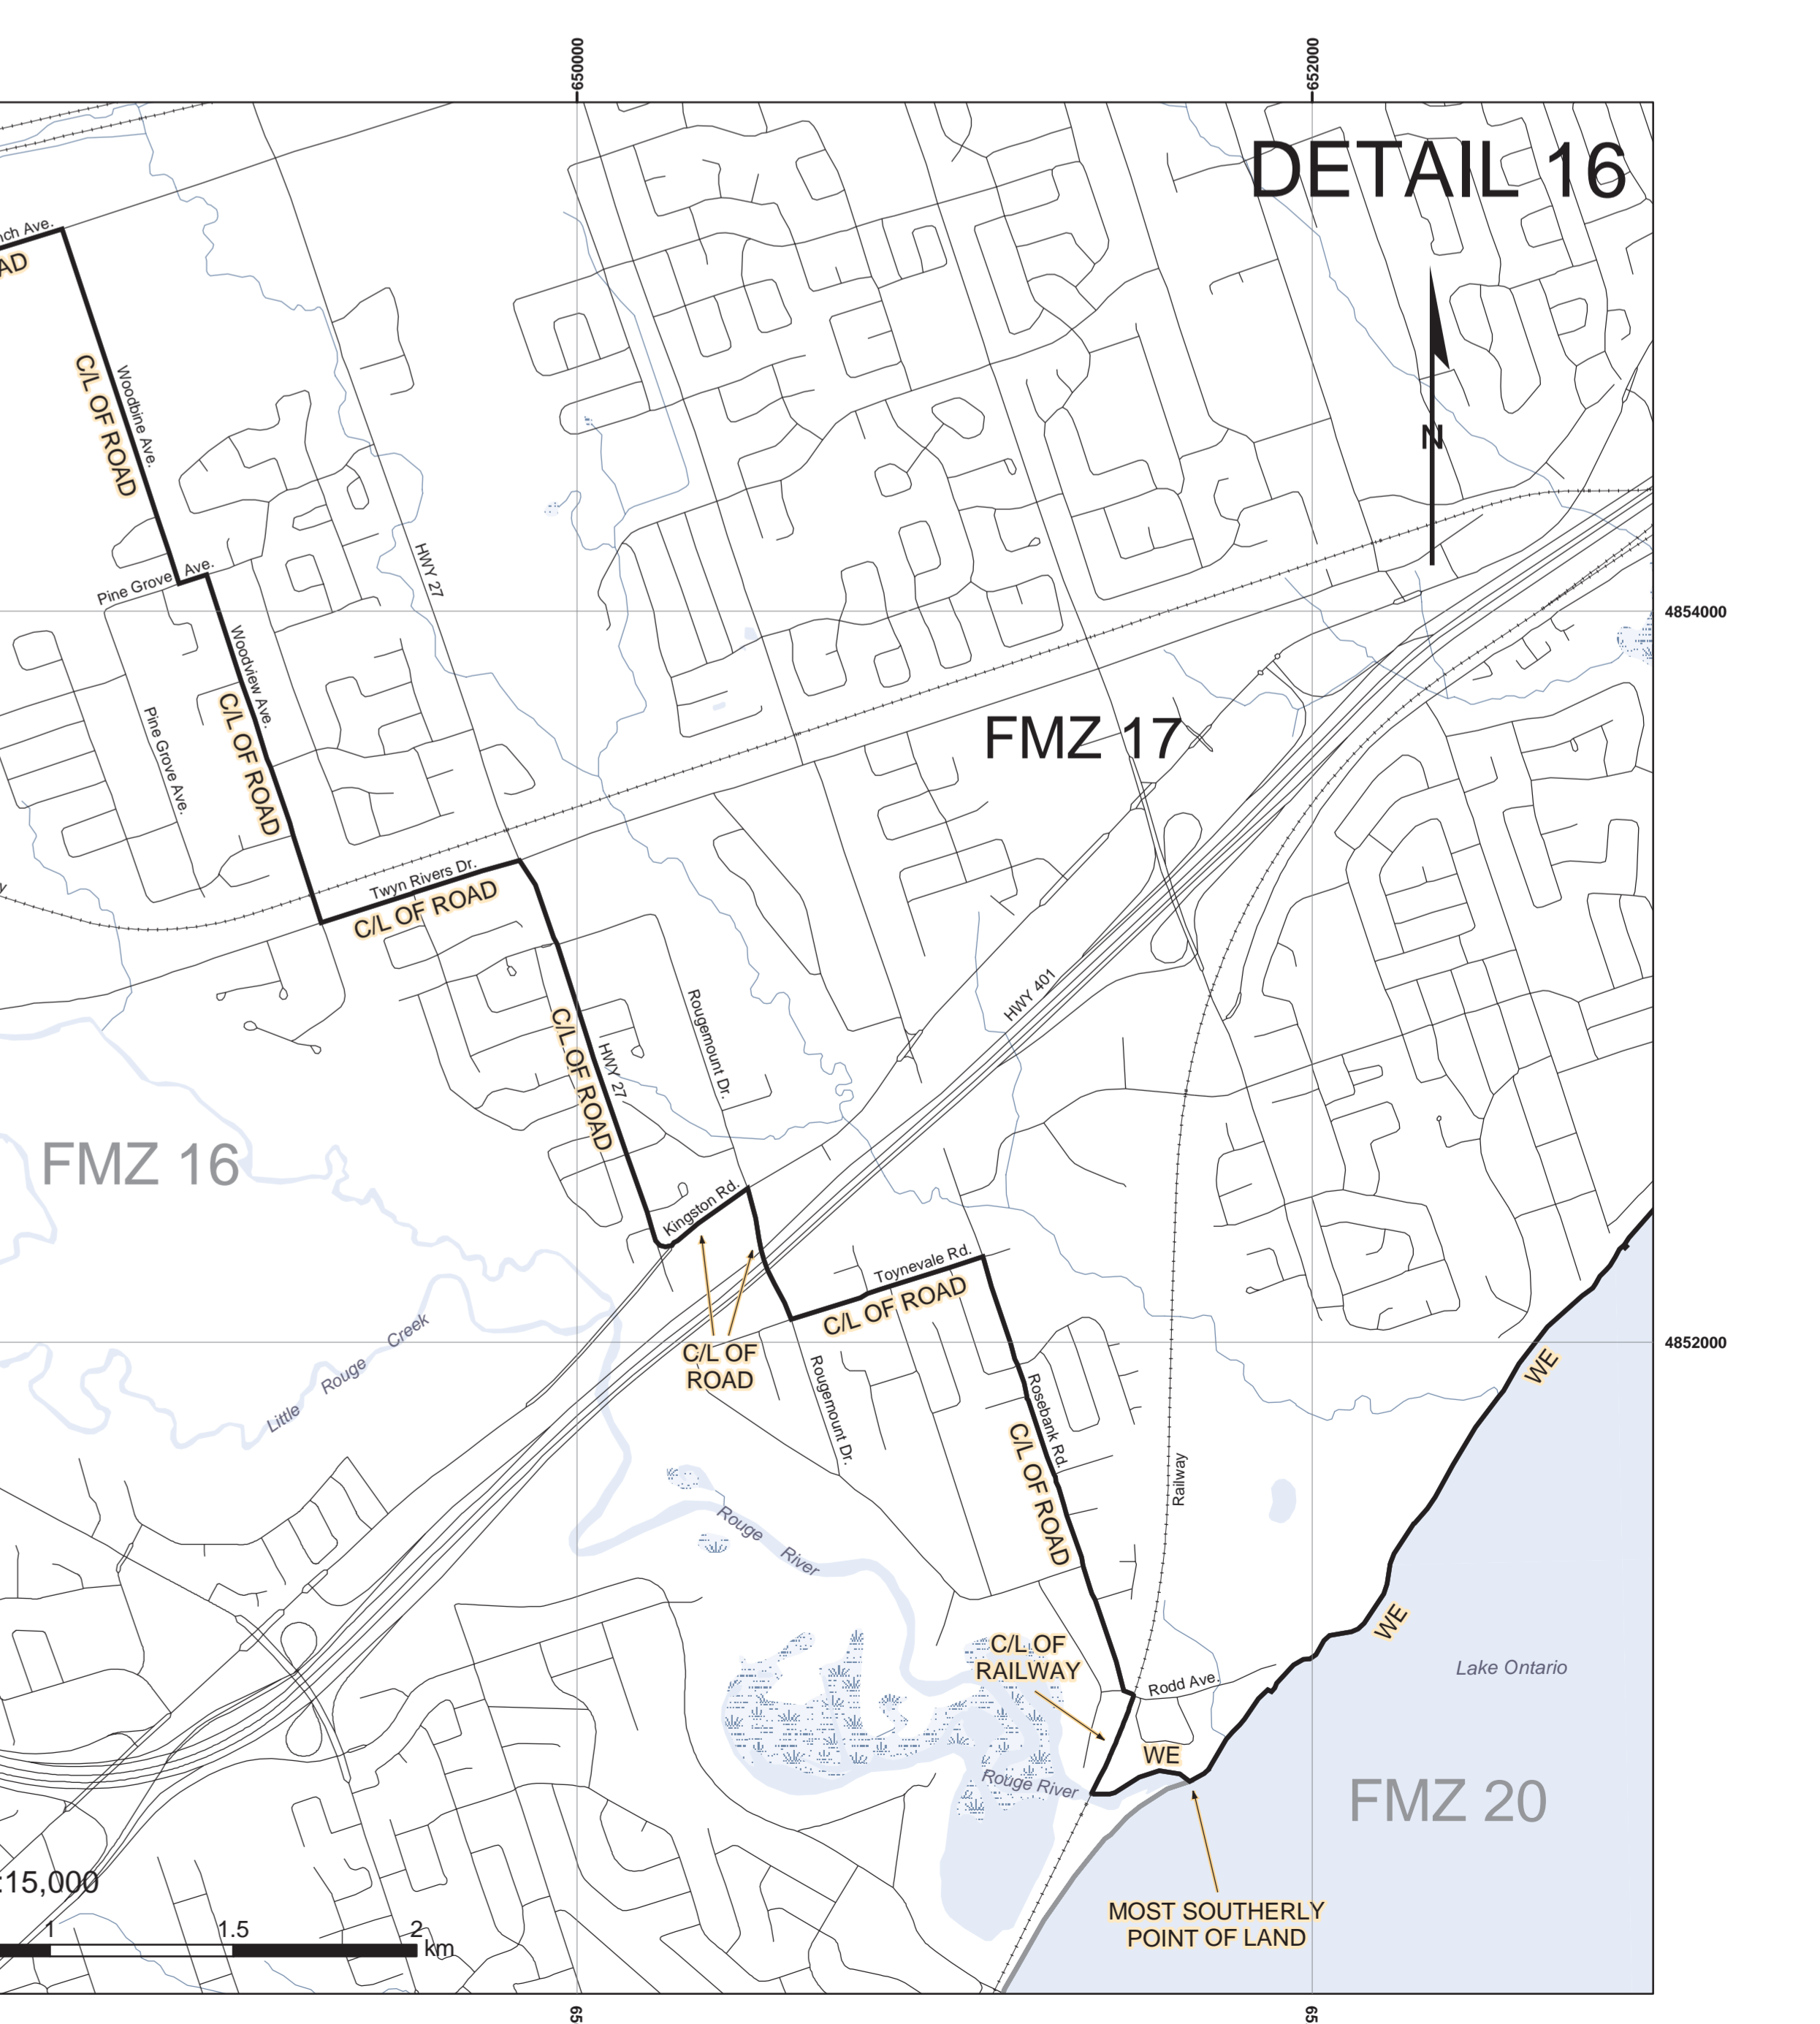 650000
652000
DETAIL 16
nch Ave.
AD
Woodbine Ave.
C/L OF ROAD
N
HWY 27
Pine Grove Ave.
4854000
Woodview Ave.
C/L OF ROAD
Pine Grove Ave.
FMZ 17
y
Twyn Rivers Dr.
C/L OF ROAD
HWY 401
Rougemount Dr.
C/L OF ROAD
HWY 27
FMZ 16
Kingston Rd.
Toynevale Rd.
C/L OF ROAD
C/L OF
ROAD
4852000
Little Rouge Creek
WE
Rougemount Dr.
Rosebank Rd.
C/L OF ROAD
Railway
Rouge River
WE
C/L OF
RAILWAY
Lake Ontario
Rodd Ave.
WE
Rouge River
FMZ 20
:15,000
MOST SOUTHERLY
POINT OF LAND
1 1.5 2
km
65
65